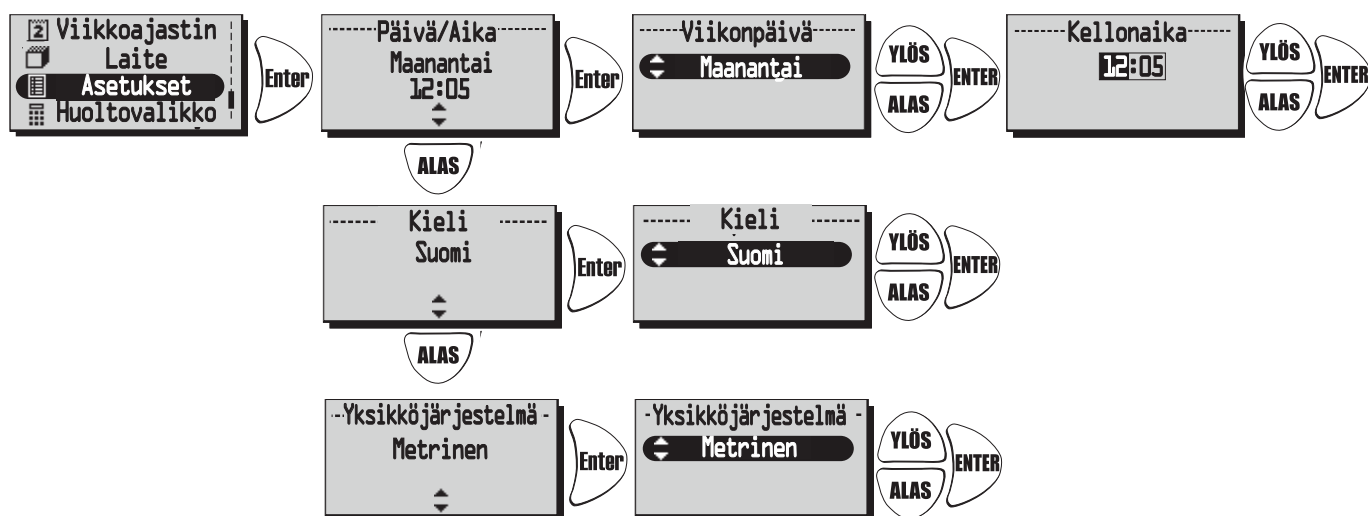 Viikkoajastin
Laite
Asetukset
Huoltovalikko
Enter
Päivä/Aika
Maanantai
12:05
Enter
Viikonpäivä
Maanantai
YLÖS
ALAS
ENTER
Kellonaika
12:05
YLÖS
ALAS
ENTER
ALAS
Kieli
Suomi
Enter
Kieli
Suomi
YLÖS
ALAS
ENTER
ALAS
Yksikköjärjestelmä
Metrinen
Enter
Yksikköjärjestelmä
Metrinen
YLÖS
ALAS
ENTER